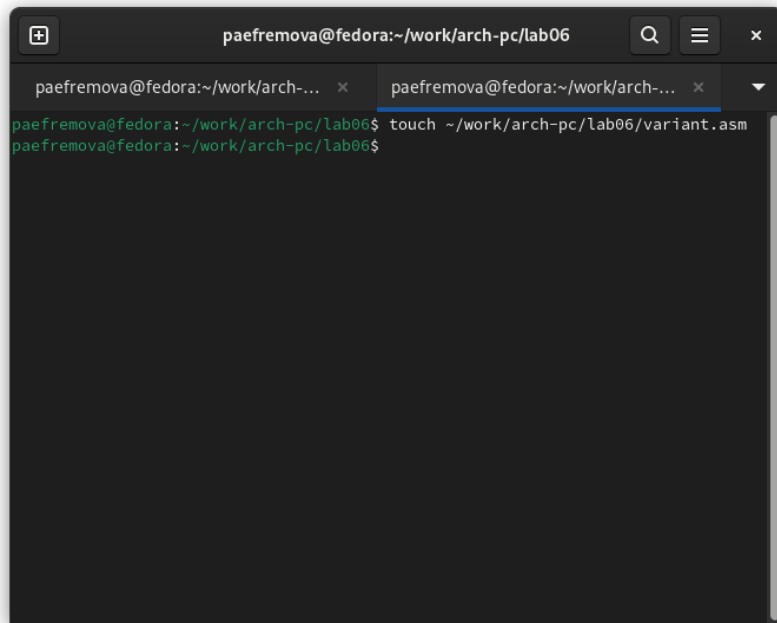 paefremova@fedora:~/work/arch-pc/lab06
paefremova@fedora:~/work/arch-... paefremova@fedora:~/work/arch-...
paefremova@fedora:~/work/arch-pc/lab06$ touch ~/work/arch-pc/lab06/variant.asm
paefremova@fedora:~/work/arch-pc/lab06$